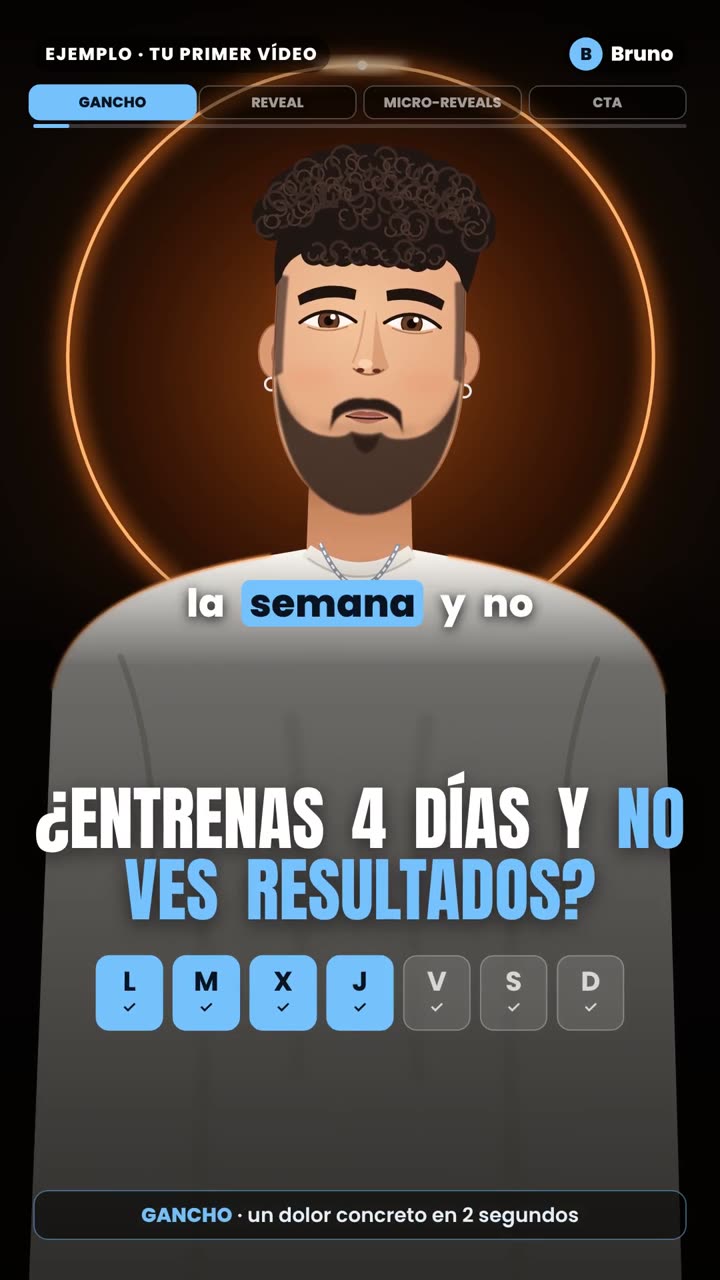 EJEMPLO · TU PRIMER VÍDEO
B Bruno
GANCHO REVEAL MICRO-REVEALS CTA
la semana y no
¿ENTRENAS 4 DÍAS Y NO
VES RESULTADOS?
L M X J V S D
GANCHO · un dolor concreto en 2 segundos